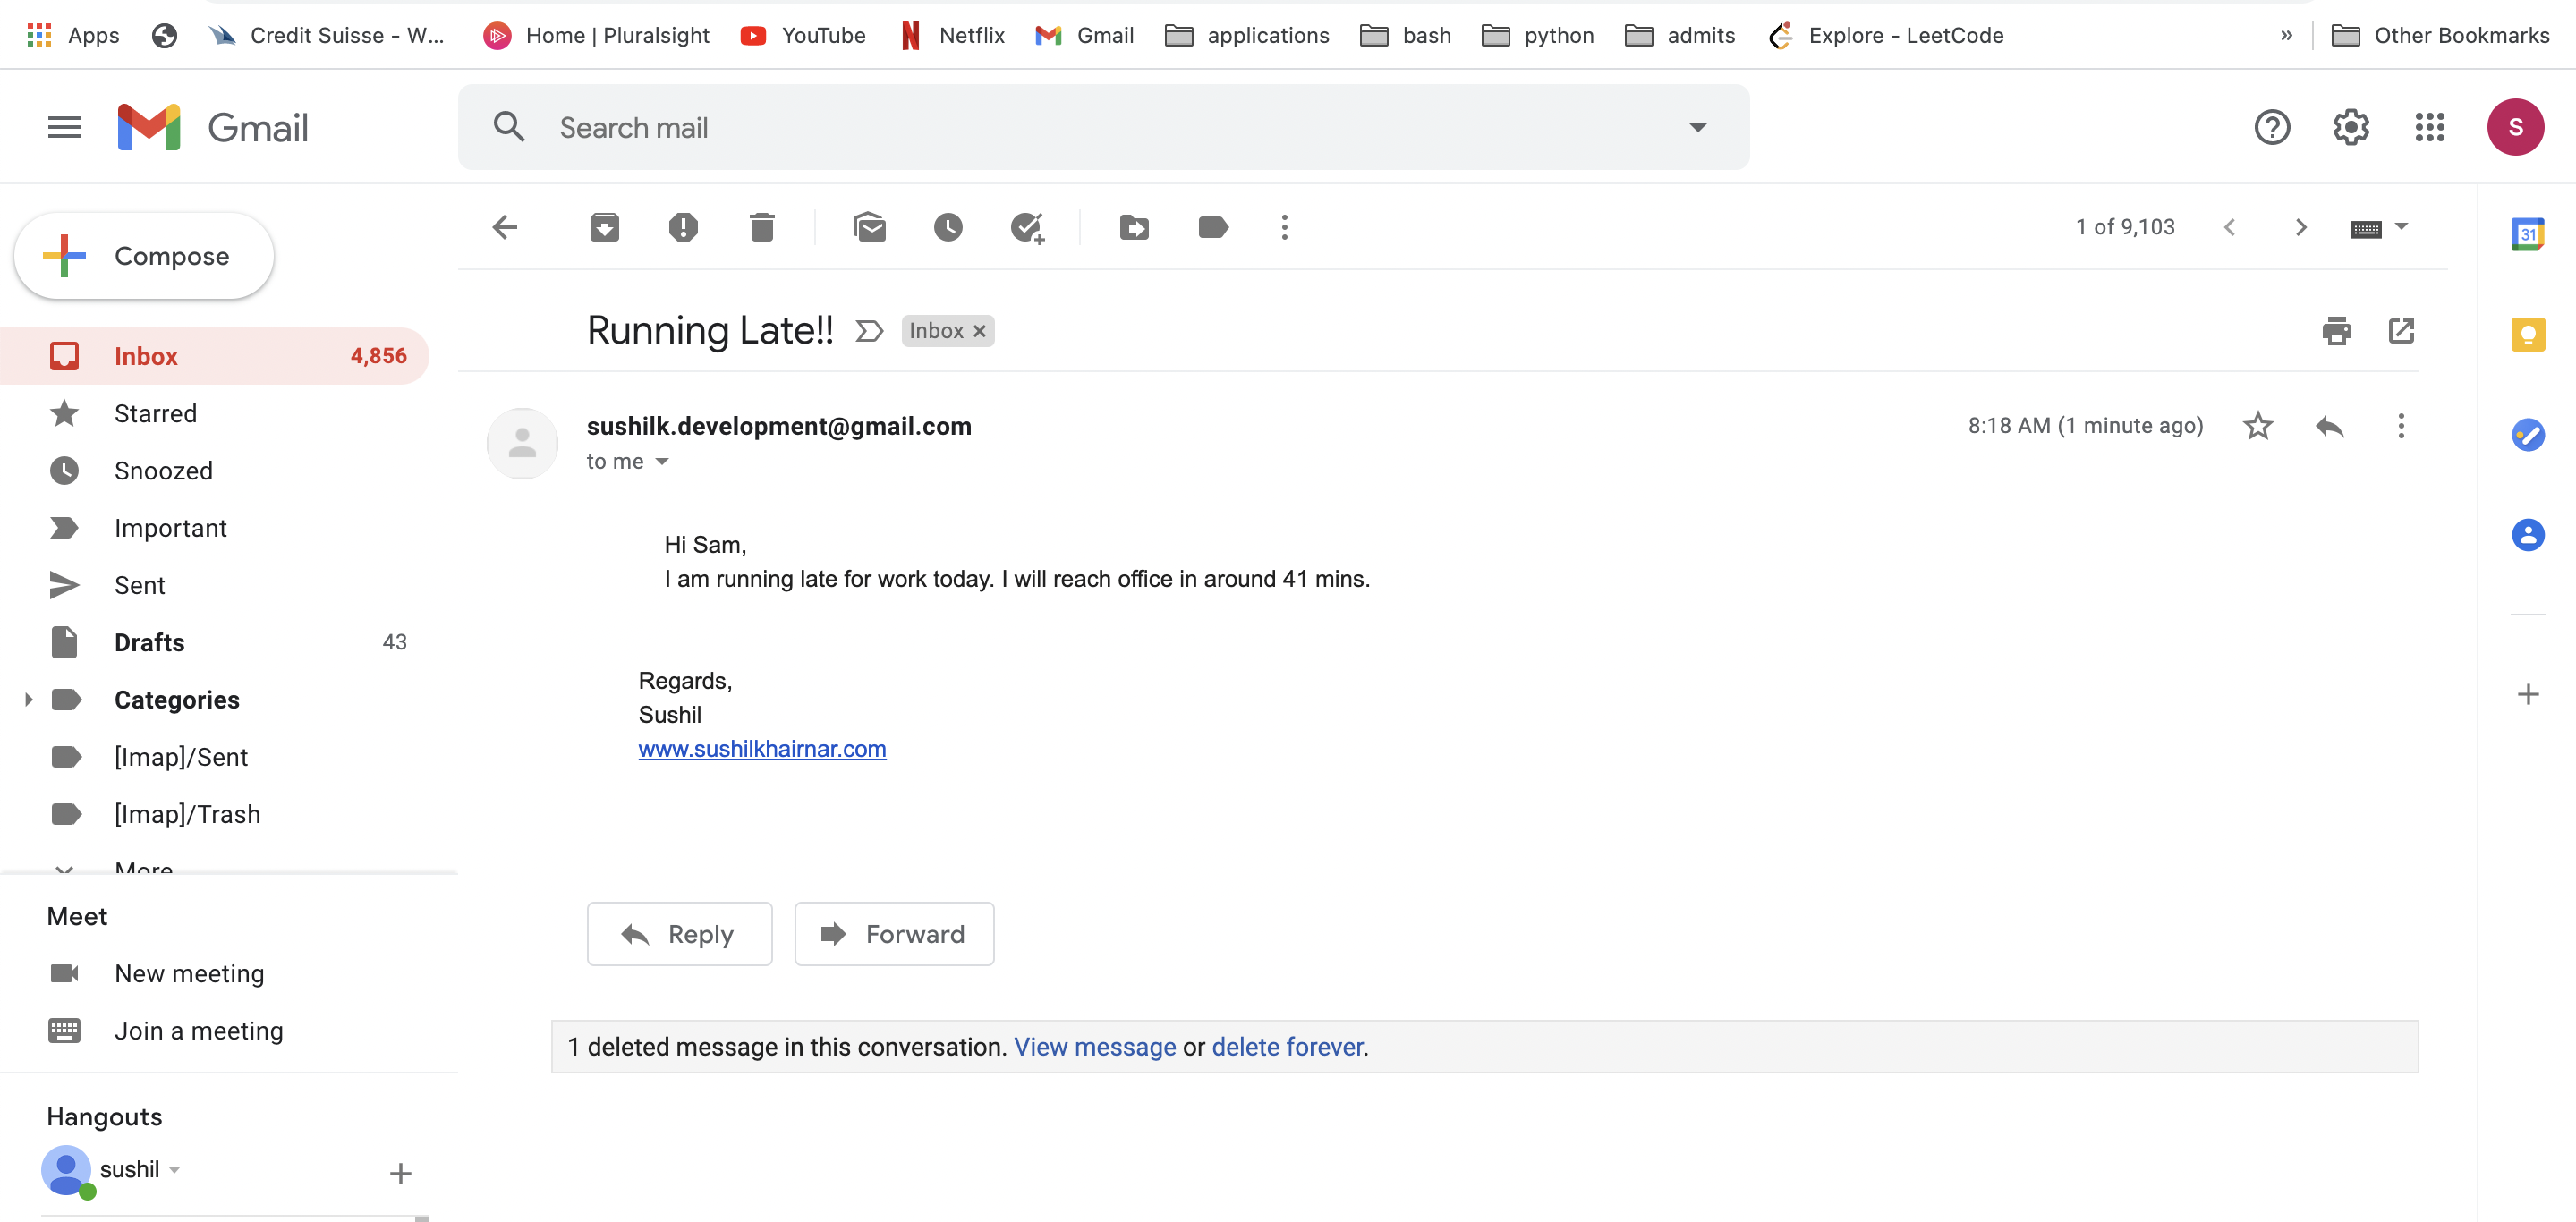 Apps
Credit Suisse - W...
Home | Pluralsight
YouTube
Netflix
Gmail
applications
bash
python
admits
Explore - LeetCode
»
Other Bookmarks
Gmail
Search mail
S
Compose
1 of 9,103
31
Running Late!!
Inbox ×
Inbox 4,856
Starred
Snoozed
Important
Sent
Drafts 43
Categories
[Imap]/Sent
[Imap]/Trash
More
sushilk.development@gmail.com
8:18 AM (1 minute ago)
to me
Hi Sam,
I am running late for work today. I will reach office in around 41 mins.
Regards,
Sushil
www.sushilkhairnar.com
Reply
Forward
1 deleted message in this conversation. View message or delete forever.
Meet
New meeting
Join a meeting
Hangouts
sushil